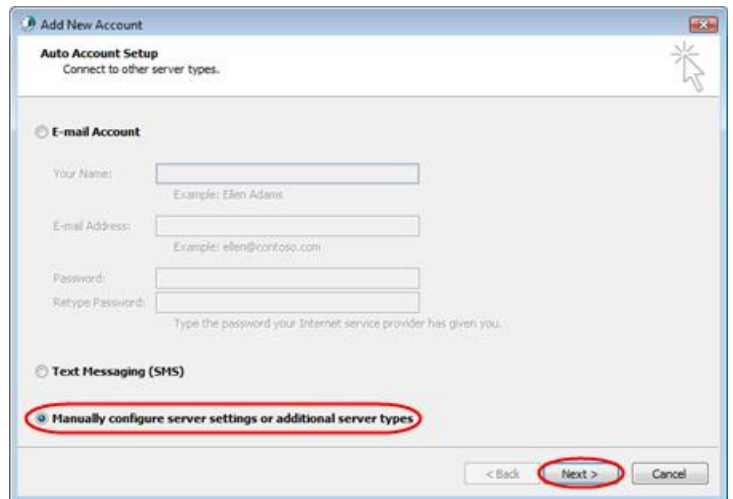 Add New Account
Auto Account Setup
Connect to other server types.
E-mail Account
Your Name:
Example: Ellen Adams
E-mail Address:
Example: ellen@contoso.com
Password:
Retype Password:
Type the password your Internet service provider has given you.
Text Messaging (SMS)
Manually configure server settings or additional server types
< Back Next > Cancel